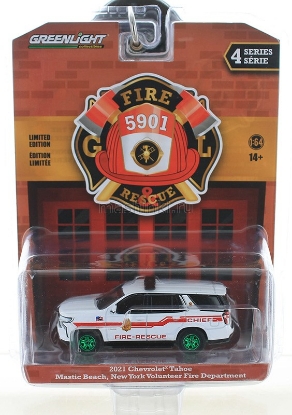 GREENLIGHT
4 SERIES
SÉRIE
FIRE
5901
G L
&
RESCUE
LIMITED
EDITION
ÉDITION
LIMITÉE
1:64
14+
CHIEF
FIRE-RESCUE
2021 Chevrolet® Tahoe
Mastic Beach, New York Volunteer Fire Department